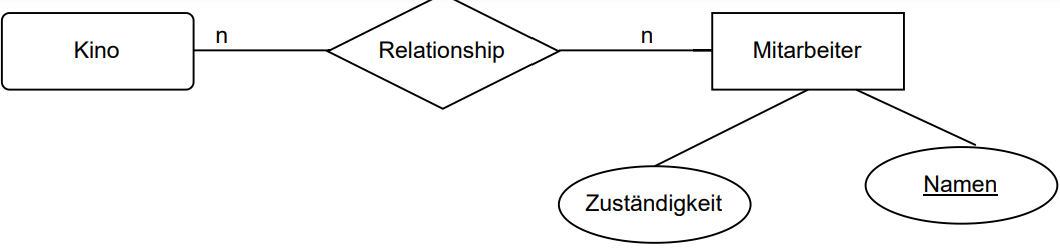 Kino
n
Relationship
n
Mitarbeiter
Zuständigkeit
Namen